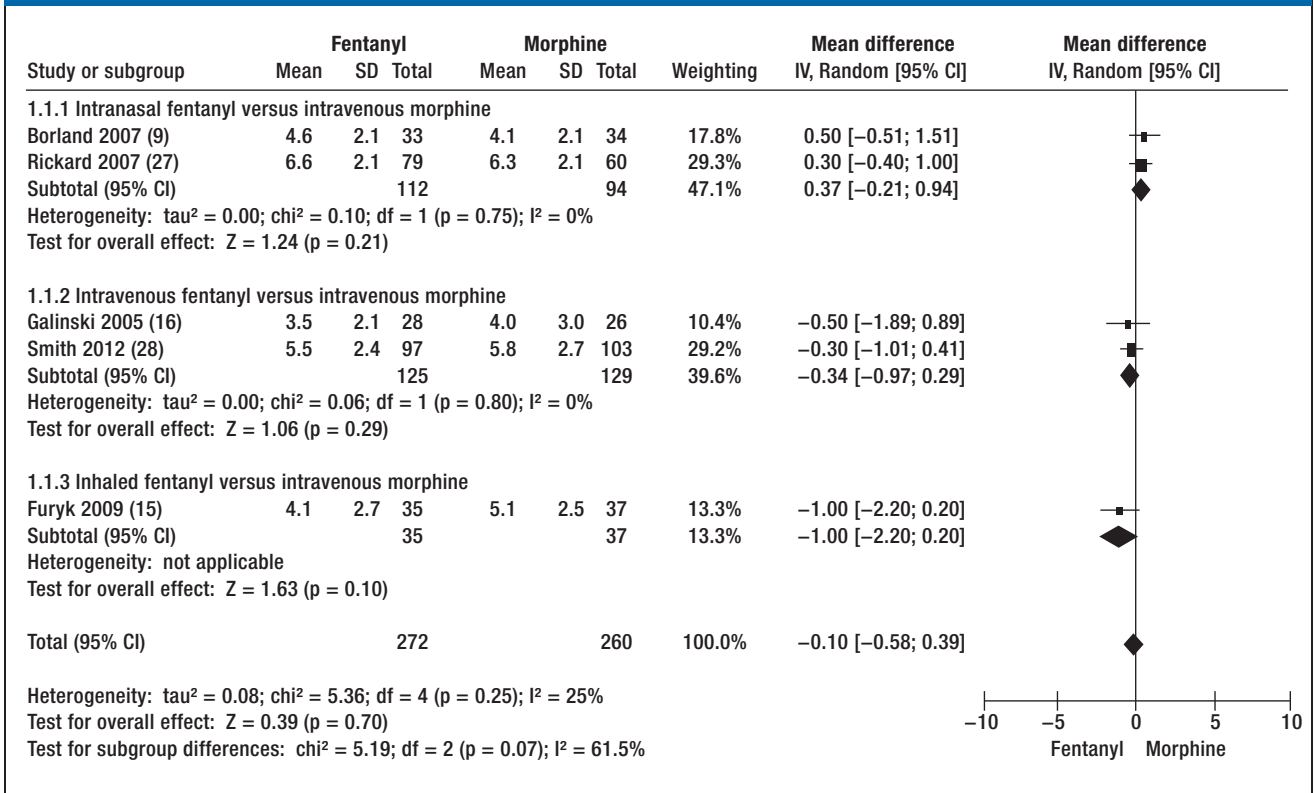 Fentanyl Morphine Mean difference Mean difference
Study or subgroup Mean SD Total Mean SD Total Weighting IV, Random [95% CI] IV, Random [95% CI]
1.1.1 Intranasal fentanyl versus intravenous morphine
Borland 2007 (9) 4.6 2.1 33 4.1 2.1 34 17.8% 0.50 [−0.51; 1.51]
Rickard 2007 (27) 6.6 2.1 79 6.3 2.1 60 29.3% 0.30 [−0.40; 1.00]
Subtotal (95% CI) 112 94 47.1% 0.37 [−0.21; 0.94]
Heterogeneity: tau² = 0.00; chi² = 0.10; df = 1 (p = 0.75); I² = 0%
Test for overall effect: Z = 1.24 (p = 0.21)
1.1.2 Intravenous fentanyl versus intravenous morphine
Galinski 2005 (16) 3.5 2.1 28 4.0 3.0 26 10.4% −0.50 [−1.89; 0.89]
Smith 2012 (28) 5.5 2.4 97 5.8 2.7 103 29.2% −0.30 [−1.01; 0.41]
Subtotal (95% CI) 125 129 39.6% −0.34 [−0.97; 0.29]
Heterogeneity: tau² = 0.00; chi² = 0.06; df = 1 (p = 0.80); I² = 0%
Test for overall effect: Z = 1.06 (p = 0.29)
1.1.3 Inhaled fentanyl versus intravenous morphine
Furyk 2009 (15) 4.1 2.7 35 5.1 2.5 37 13.3% −1.00 [−2.20; 0.20]
Subtotal (95% CI) 35 37 13.3% −1.00 [−2.20; 0.20]
Heterogeneity: not applicable
Test for overall effect: Z = 1.63 (p = 0.10)
Total (95% CI) 272 260 100.0% −0.10 [−0.58; 0.39]
Heterogeneity: tau² = 0.08; chi² = 5.36; df = 4 (p = 0.25); I² = 25%
Test for overall effect: Z = 0.39 (p = 0.70)
Test for subgroup differences: chi² = 5.19; df = 2 (p = 0.07); I² = 61.5%
−10 −5 0 5 10
Fentanyl Morphine